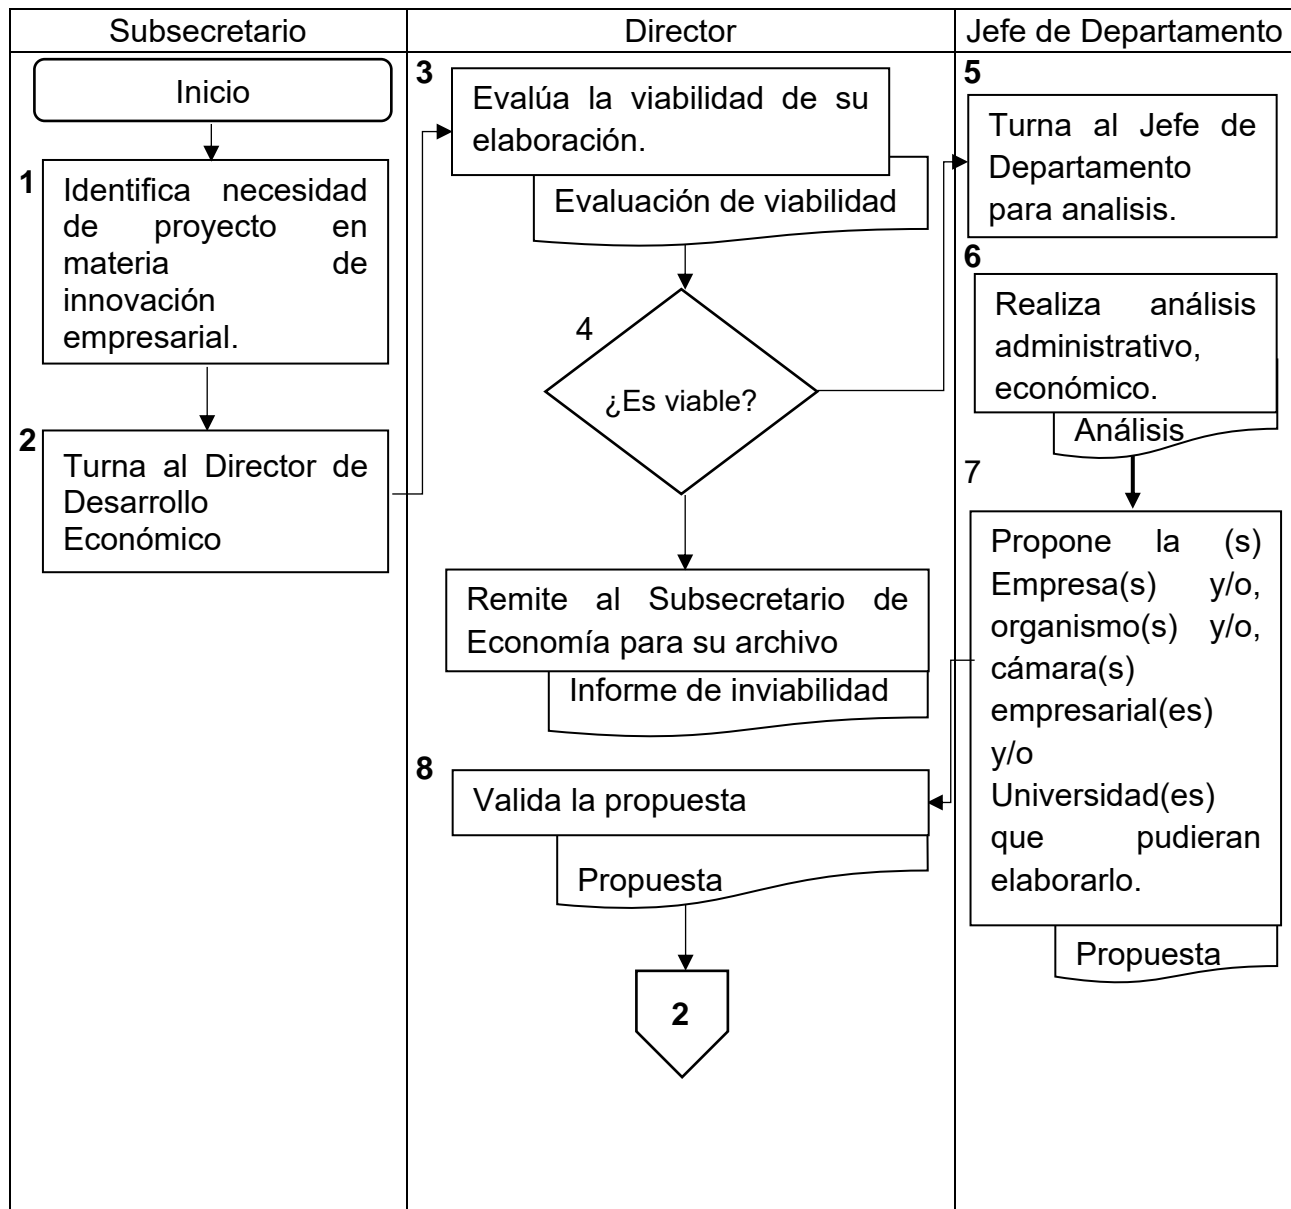 Subsecretario
Director
Jefe de Departamento
Inicio
1
Identifica necesidad
de proyecto en
materia de
innovación
empresarial.
2
Turna al Director de
Desarrollo
Económico
3
Evalúa la viabilidad de su
elaboración.
Evaluación de viabilidad
4
¿Es viable?
Remite al Subsecretario de
Economía para su archivo
Informe de inviabilidad
8
Valida la propuesta
Propuesta
2
5
Turna al Jefe de
Departamento
para analisis.
6
Realiza análisis
administrativo,
económico.
Análisis
7
Propone la (s)
Empresa(s) y/o,
organismo(s) y/o,
cámara(s)
empresarial(es)
y/o
Universidad(es)
que pudieran
elaborarlo.
Propuesta